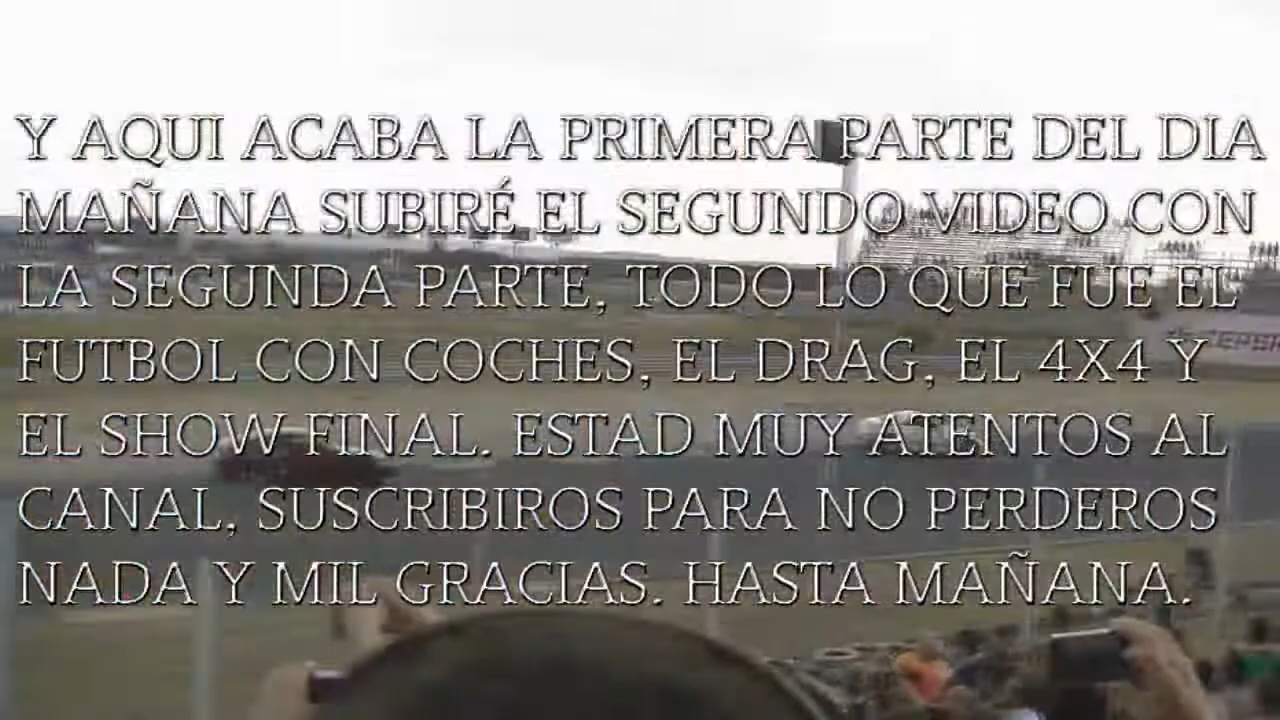 Y AQUI ACABA LA PRIMERA PARTE DEL DIA
MAÑANA SUBIRÉ EL SEGUNDO VIDEO CON
LA SEGUNDA PARTE, TODO LO QUE FUE EL
FUTBOL CON COCHES, EL DRAG, EL 4X4 Y
EL SHOW FINAL. ESTAD MUY ATENTOS AL
CANAL, SUSCRIBIROS PARA NO PERDEROS
NADA Y MIL GRACIAS. HASTA MAÑANA.